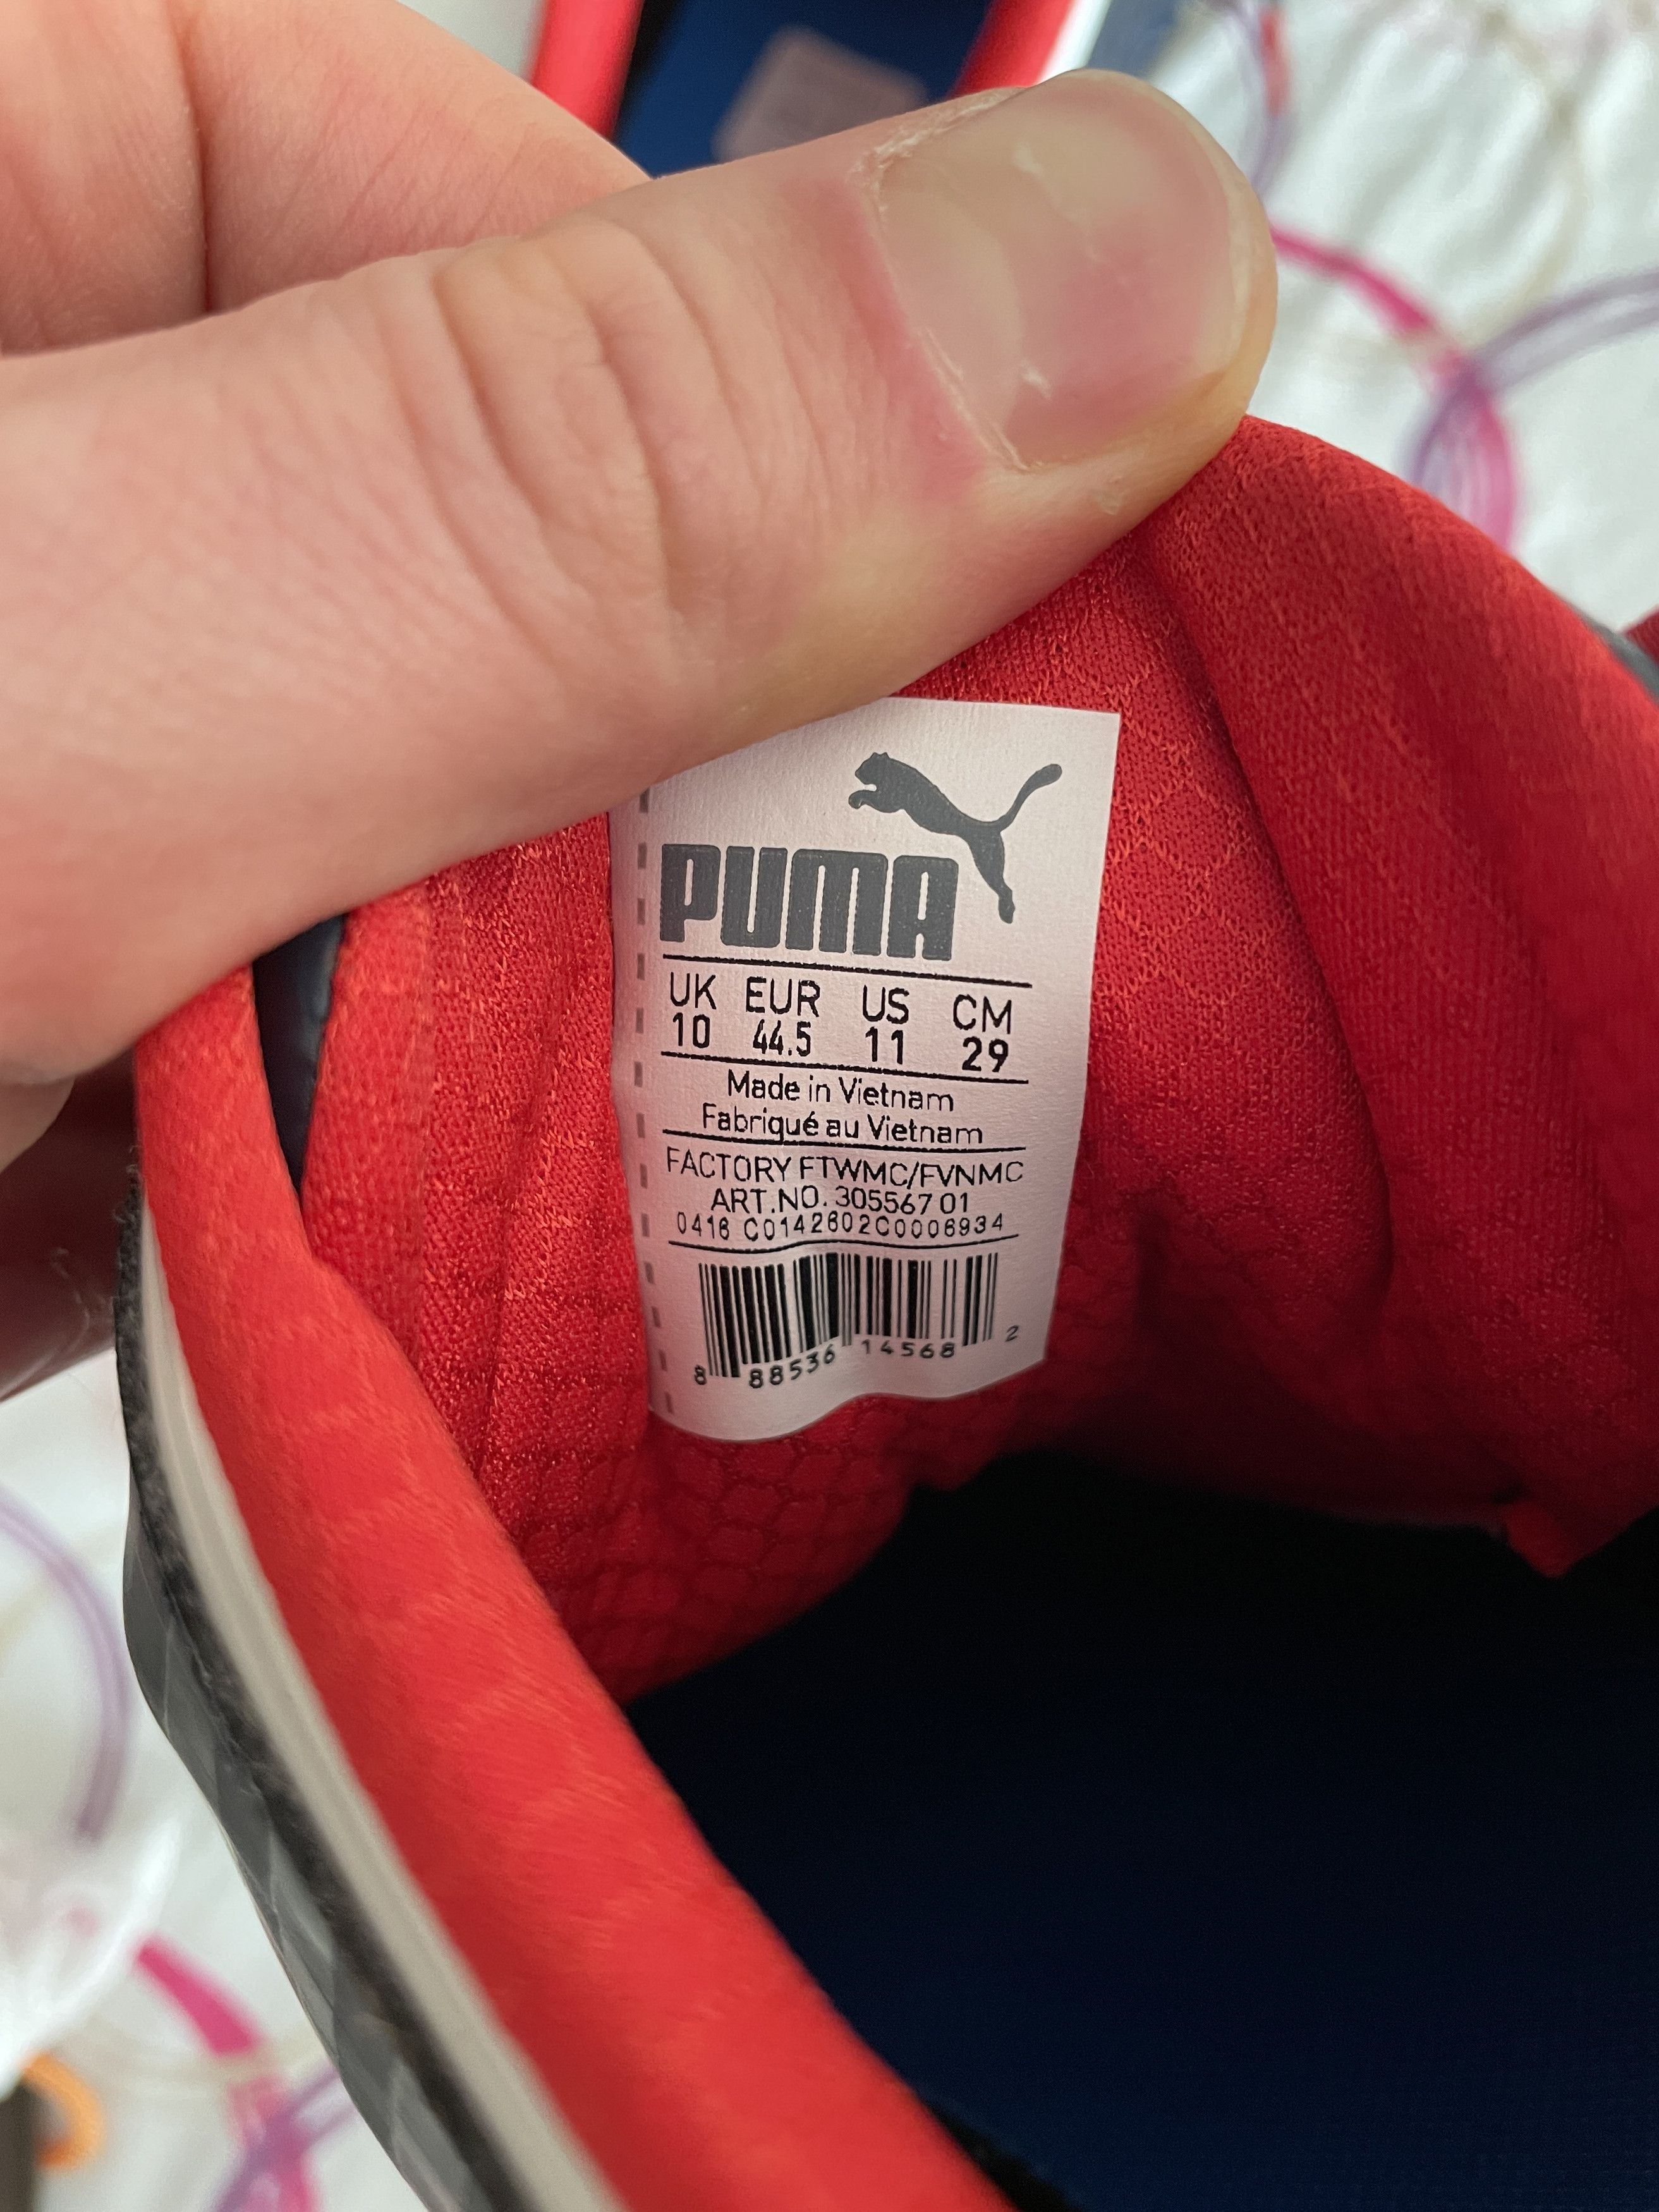 PUMA
UK EUR US CM
10 44.5 11 29
Made in Vietnam
Fabriqué au Vietnam
FACTORY FTWMC/FVNMC
ART.NO. 305567 01
0416 C0142602C0006934
8 88536 14568 2